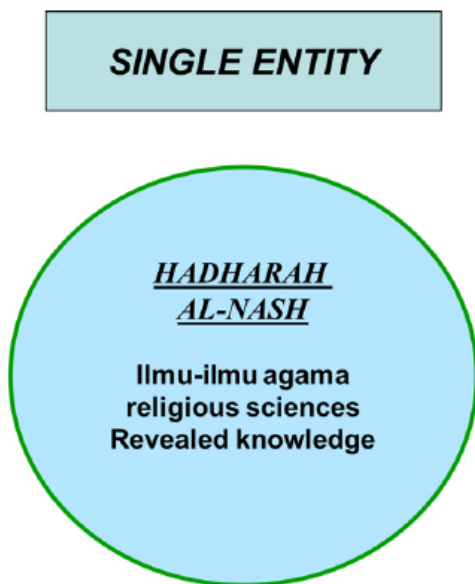 SINGLE ENTITY
HADHARAH
AL-NASH
Ilmu-ilmu agama
religious sciences
Revealed knowledge